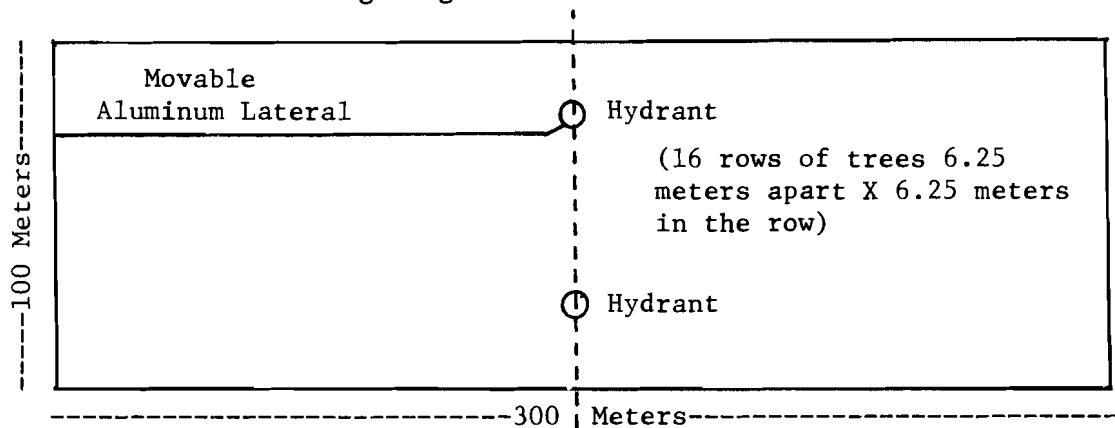 Movable
Aluminum Lateral
Hydrant
(16 rows of trees 6.25
meters apart X 6.25 meters
in the row)
Hydrant
100 Meters
300 Meters